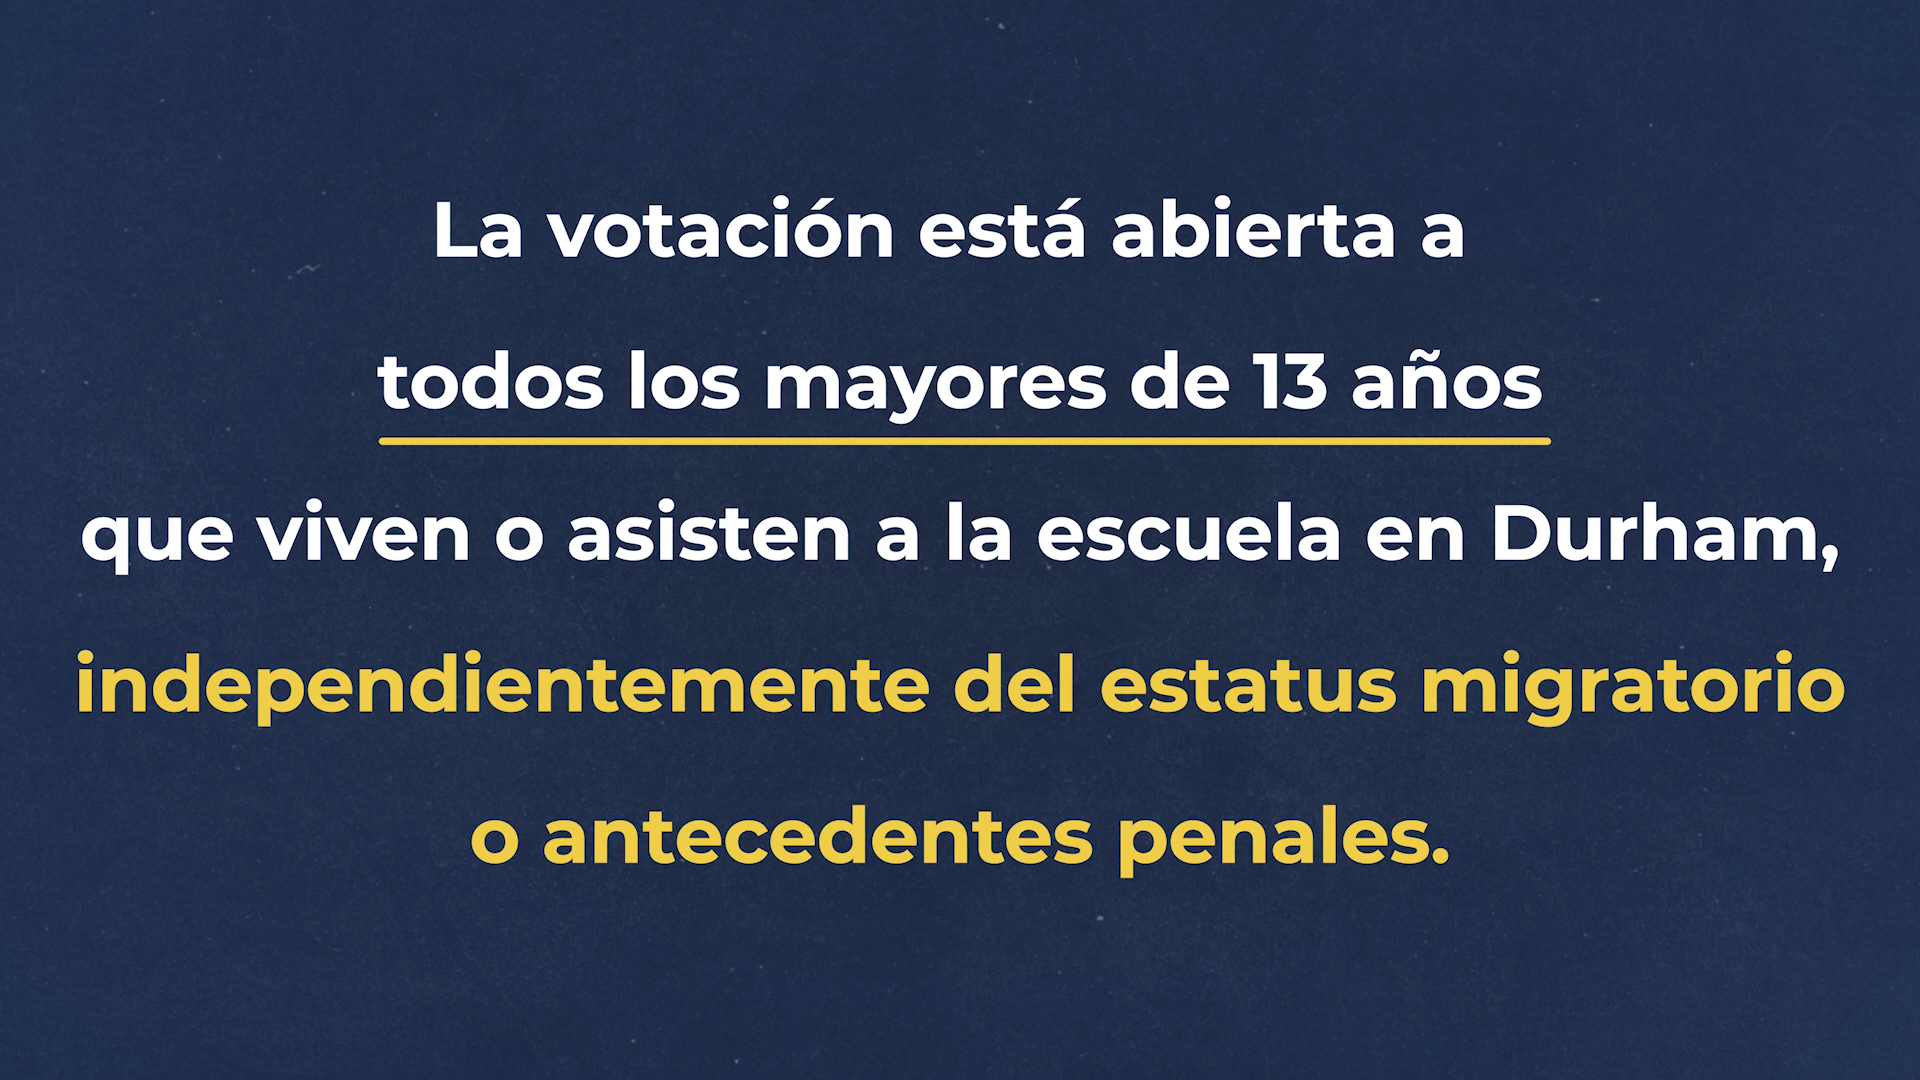 La votación está abierta a
todos los mayores de 13 años
que viven o asisten a la escuela en Durham,
independientemente del estatus migratorio
o antecedentes penales.